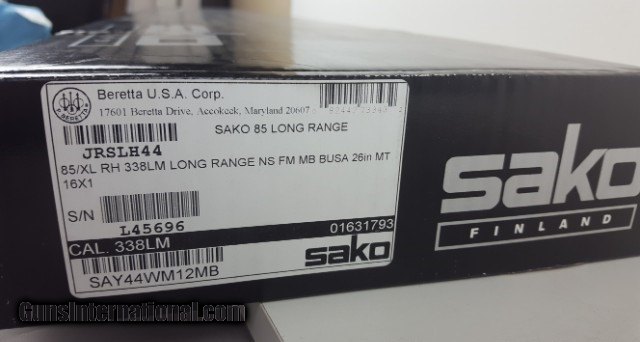 Beretta U.S.A. Corp.
17601 Beretta Drive, Accokeek, Maryland 20607
BERETTA
SAKO 85 LONG RANGE
JRSLH44
85/XL RH 338LM LONG RANGE NS FM MB BUSA 26in MT
16X1
S/N
L45696
01631793
CAL. 338LM
sako
SAY44WM12MB
sako
FINLAND
GunsInternational.com